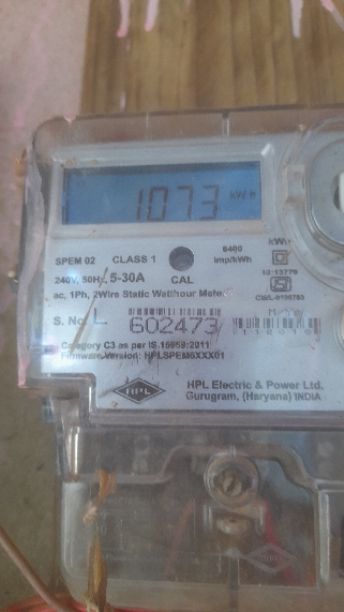 1073 kWh
SPEM 02 CLASS 1 6400 imp/kWh kWh
240V, 50Hz, 5-30A CAL
ac, 1Ph, 2Wire Static Watthour Meter
S. No. L 602473
Category C3 as per IS 15959:2011
Firmware Version: HPLSPEM6XXX01
HPL HPL Electric & Power Ltd.
Gurugram, (Haryana) INDIA